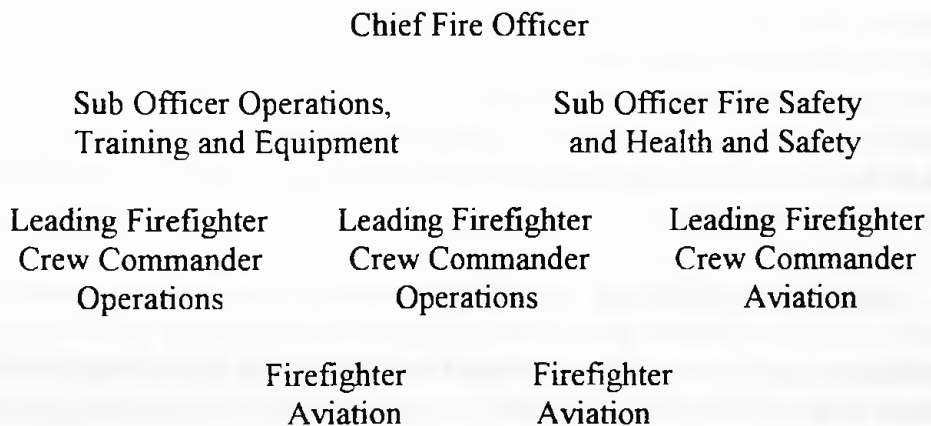 Chief Fire Officer
Sub Officer Operations,
Training and Equipment
Sub Officer Fire Safety
and Health and Safety
Leading Firefighter
Crew Commander
Operations
Leading Firefighter
Crew Commander
Operations
Leading Firefighter
Crew Commander
Aviation
Firefighter
Aviation
Firefighter
Aviation